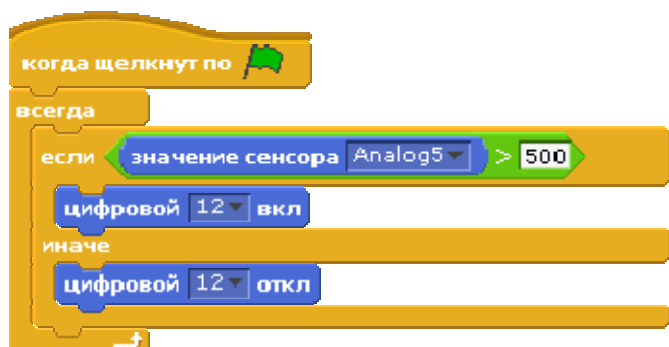 когда щелкнут по
всегда
если значение сенсора Analog5 > 500
цифровой 12 вкл
иначе
цифровой 12 откл